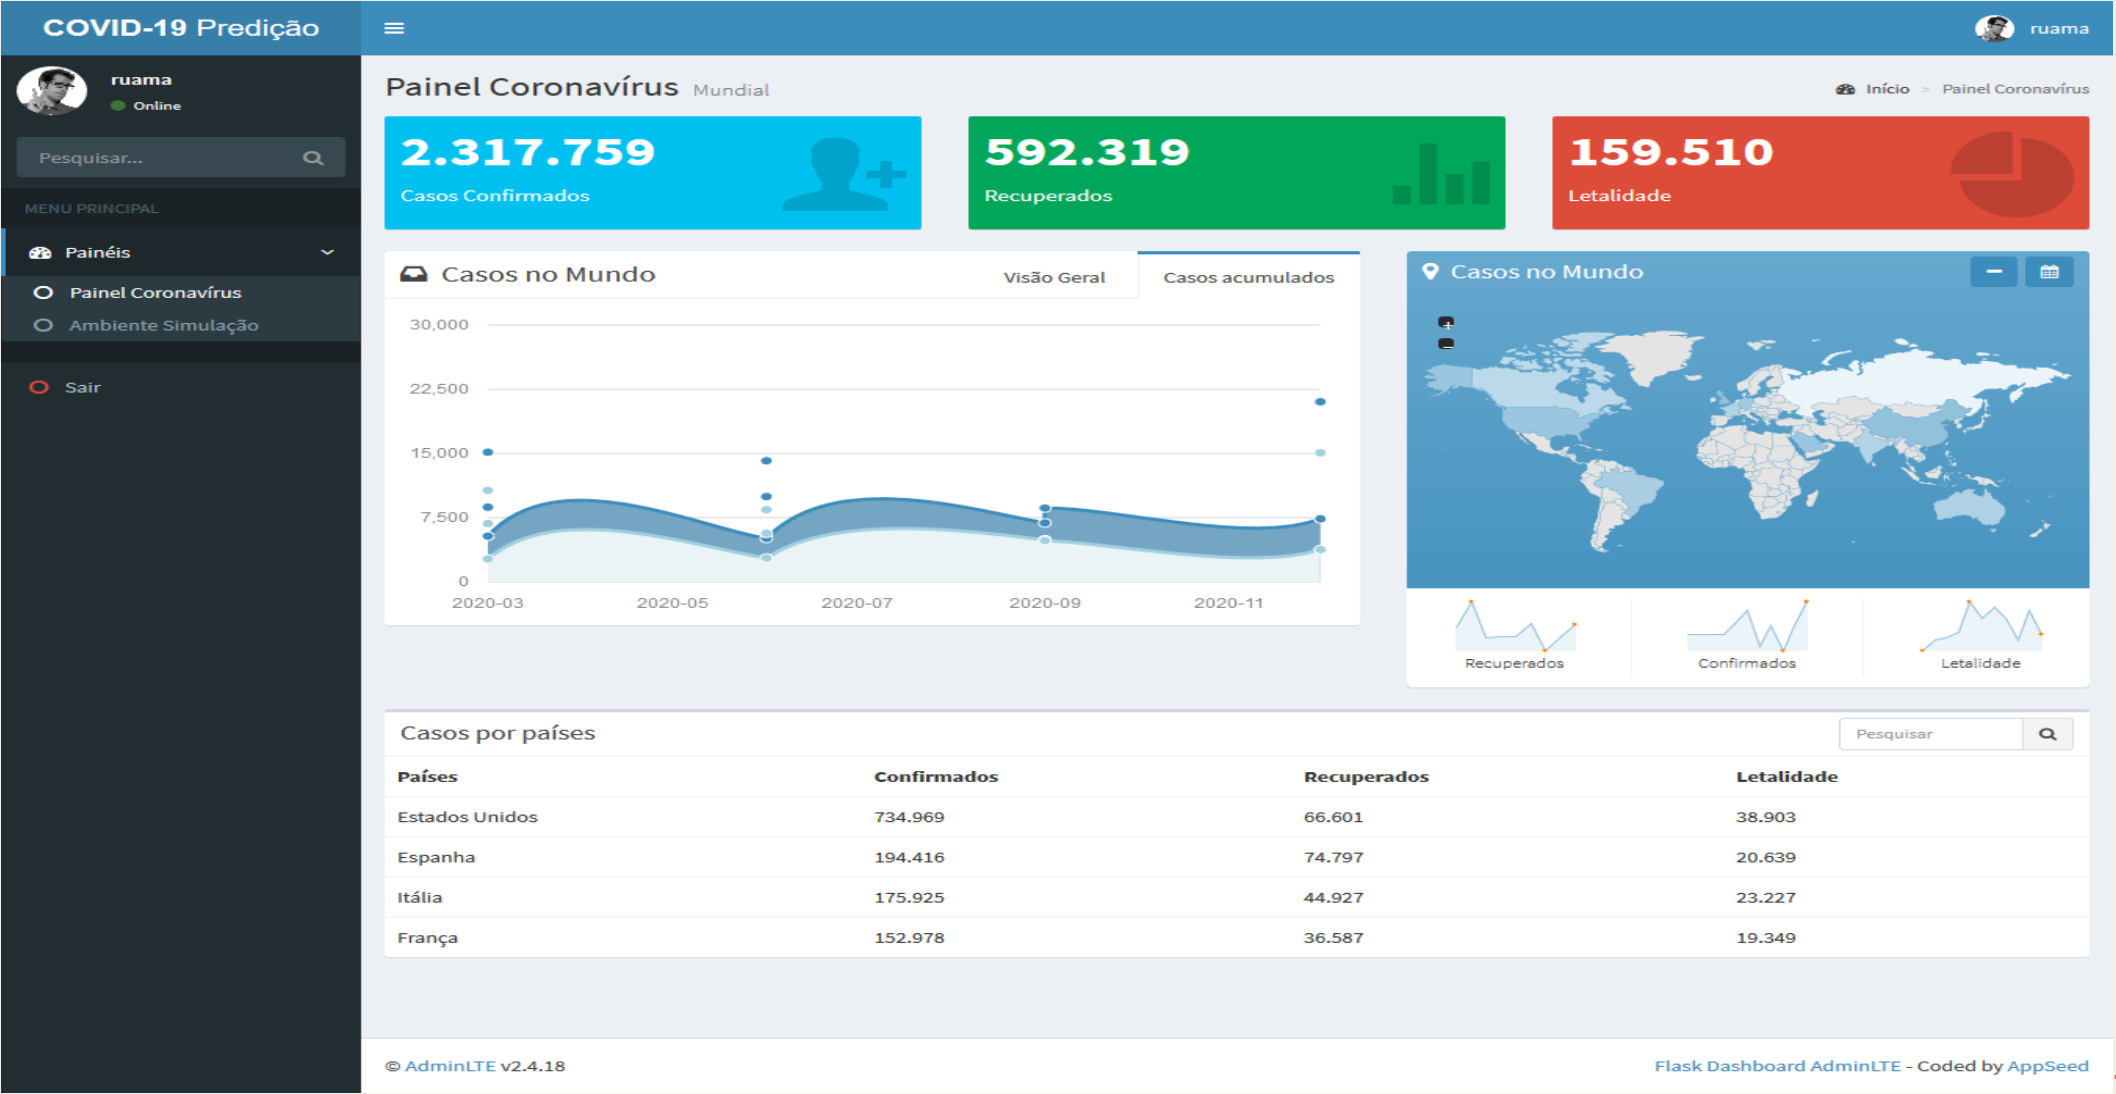 COVID-19 Predição
ruama
ruama
Online
Pesquisar...
MENU PRINCIPAL
Painéis
Painel Coronavírus
Ambiente Simulação
Sair
Painel Coronavírus Mundial
Início > Painel Coronavírus
2.317.759
Casos Confirmados
592.319
Recuperados
159.510
Letalidade
Casos no Mundo
Visão Geral
Casos acumulados
30,000
22,500
15,000
7,500
0
2020-03
2020-05
2020-07
2020-09
2020-11
Casos no Mundo
+
−
Recuperados
Confirmados
Letalidade
Casos por países
Pesquisar
Países Confirmados Recuperados Letalidade
Estados Unidos 734.969 66.601 38.903
Espanha 194.416 74.797 20.639
Itália 175.925 44.927 23.227
França 152.978 36.587 19.349
© AdminLTE v2.4.18
Flask Dashboard AdminLTE - Coded by AppSeed